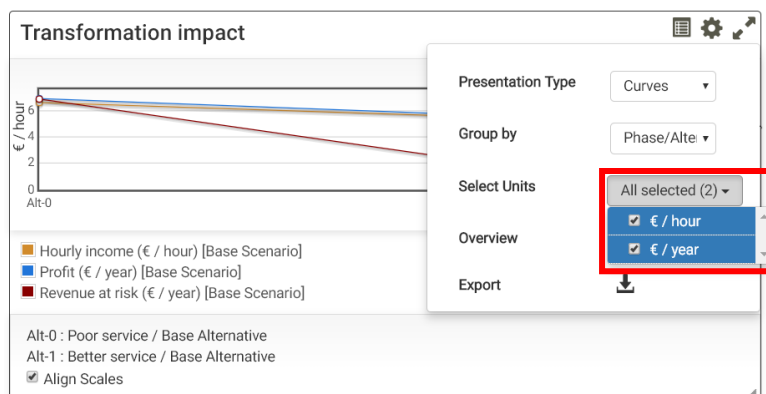 Transformation impact
Presentation Type
Curves
Group by
Phase/Alte
Select Units
All selected (2)
€ / hour
€ / year
Overview
Export
€ / hour
6
4
2
0
Alt-0
Hourly income (€ / hour) [Base Scenario]
Profit (€ / year) [Base Scenario]
Revenue at risk (€ / year) [Base Scenario]
Alt-0 : Poor service / Base Alternative
Alt-1 : Better service / Base Alternative
Align Scales